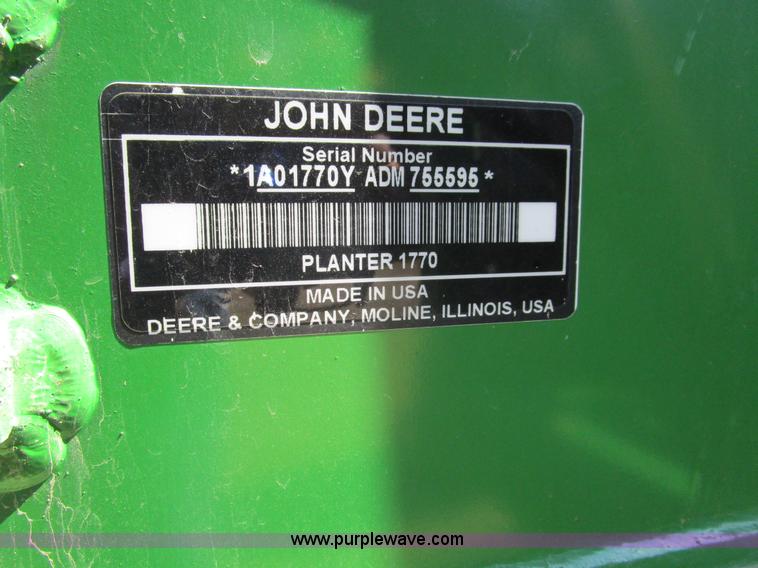 JOHN DEERE
Serial Number
*1A01770Y ADM 755595*
PLANTER 1770
MADE IN USA
DEERE & COMPANY, MOLINE, ILLINOIS, USA
www.purplewave.com